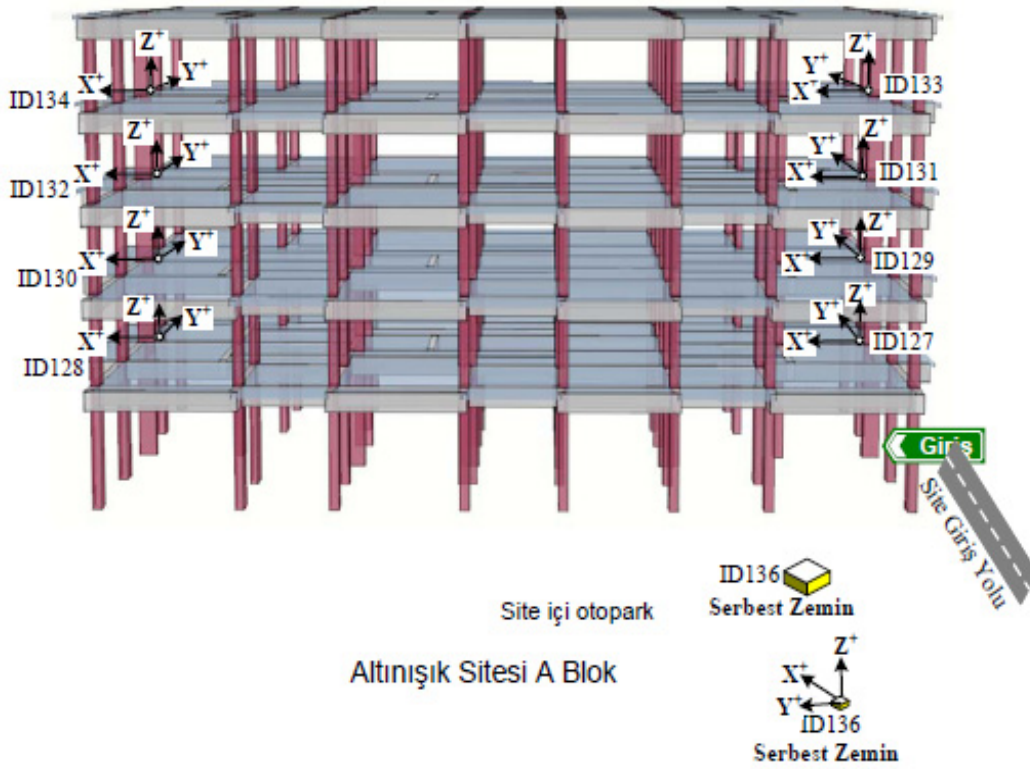 Z⁺
Z⁺
X⁺ Y⁺
Y⁺ X⁺
ID134
ID133
Z⁺
Z⁺
X⁺ Y⁺
Y⁺ X⁺
ID132
ID131
Z⁺
Z⁺
X⁺ Y⁺
Y⁺ X⁺
ID130
ID129
Z⁺
Z⁺
X⁺ Y⁺
Y⁺ X⁺
ID128
ID127
Giriş
Site Giriş Yolu
ID136
Serbest Zemin
Site içi otopark
Altınışık Sitesi A Blok
Z⁺
X⁺
Y⁺
ID136
Serbest Zemin